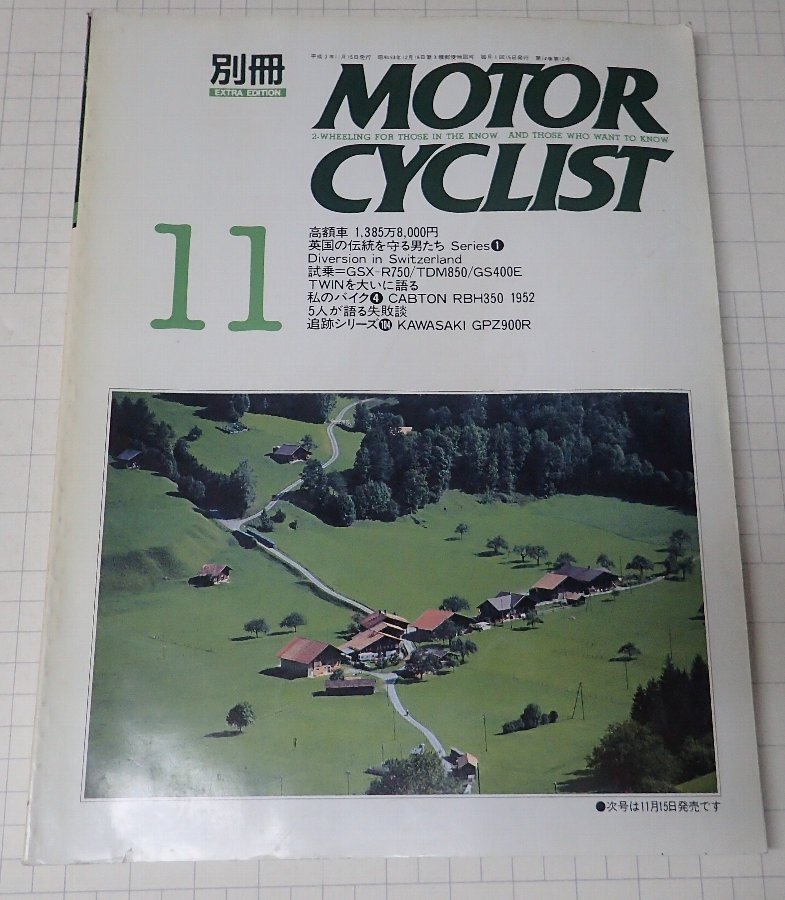 別冊
EXTRA EDITION
MOTOR
2-WHEELING FOR THOSE IN THE KNOW. AND THOSE WHO WANT TO KNOW
CYCLIST
11
高額車 1,385万8,000円
英国の伝統を守る男たち Series❶
Diversion in Switzerland
試乗=GSX-R750/TDM850/GS400E
TWINを大いに語る
私のバイク❹ CABTON RBH350 1952
5人が語る失敗談
追跡シリーズ104 KAWASAKI GPZ900R
●次号は11月15日発売です